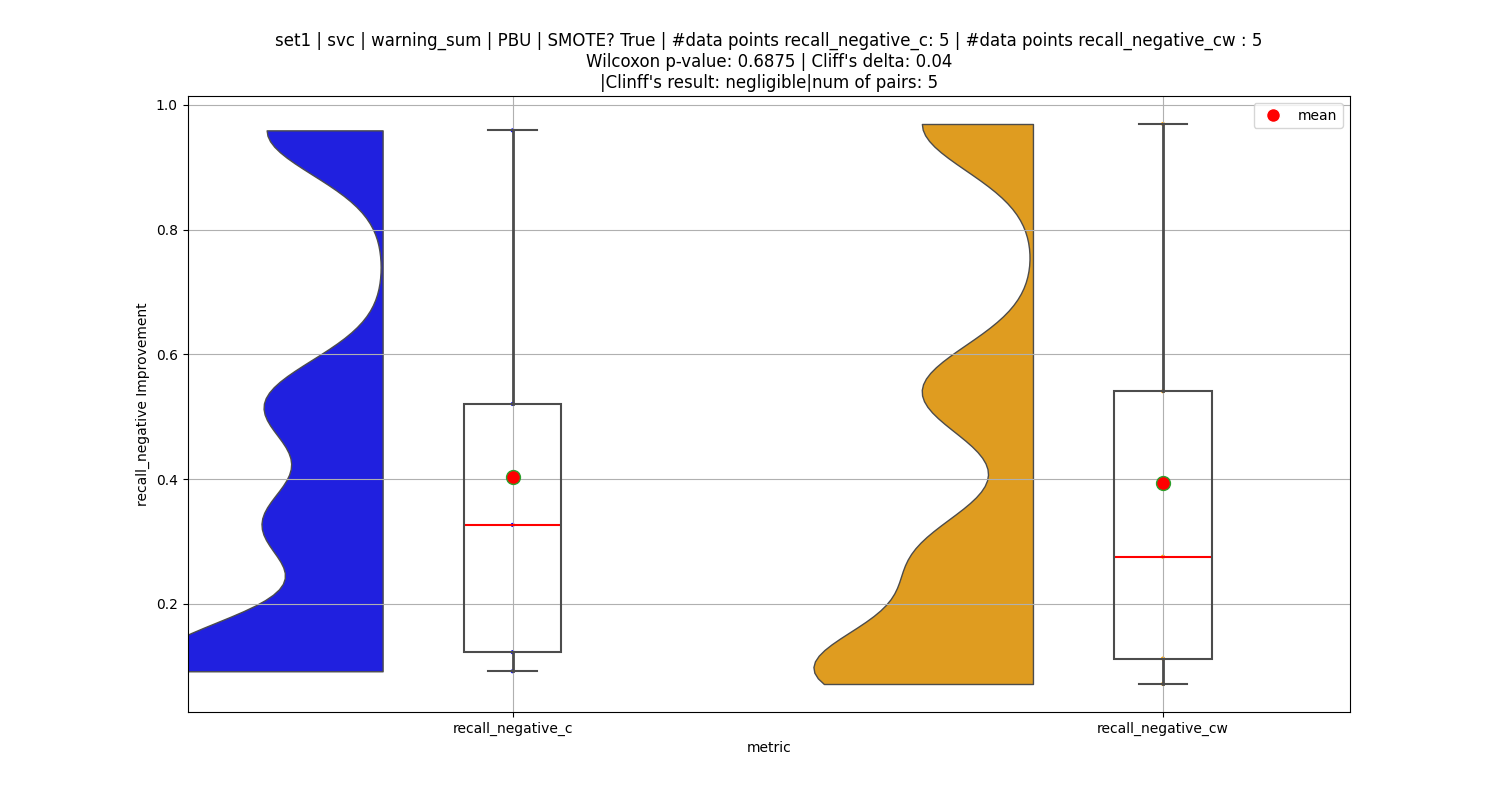 set1 | svc | warning_sum | PBU | SMOTE? True | #data points recall_negative_c: 5 | #data points recall_negative_cw : 5
Wilcoxon p-value: 0.6875 | Cliff's delta: 0.04
|Clinff's result: negligible|num of pairs: 5
mean
1.0
0.8
0.6
0.4
0.2
recall_negative Improvement
recall_negative_c
recall_negative_cw
metric